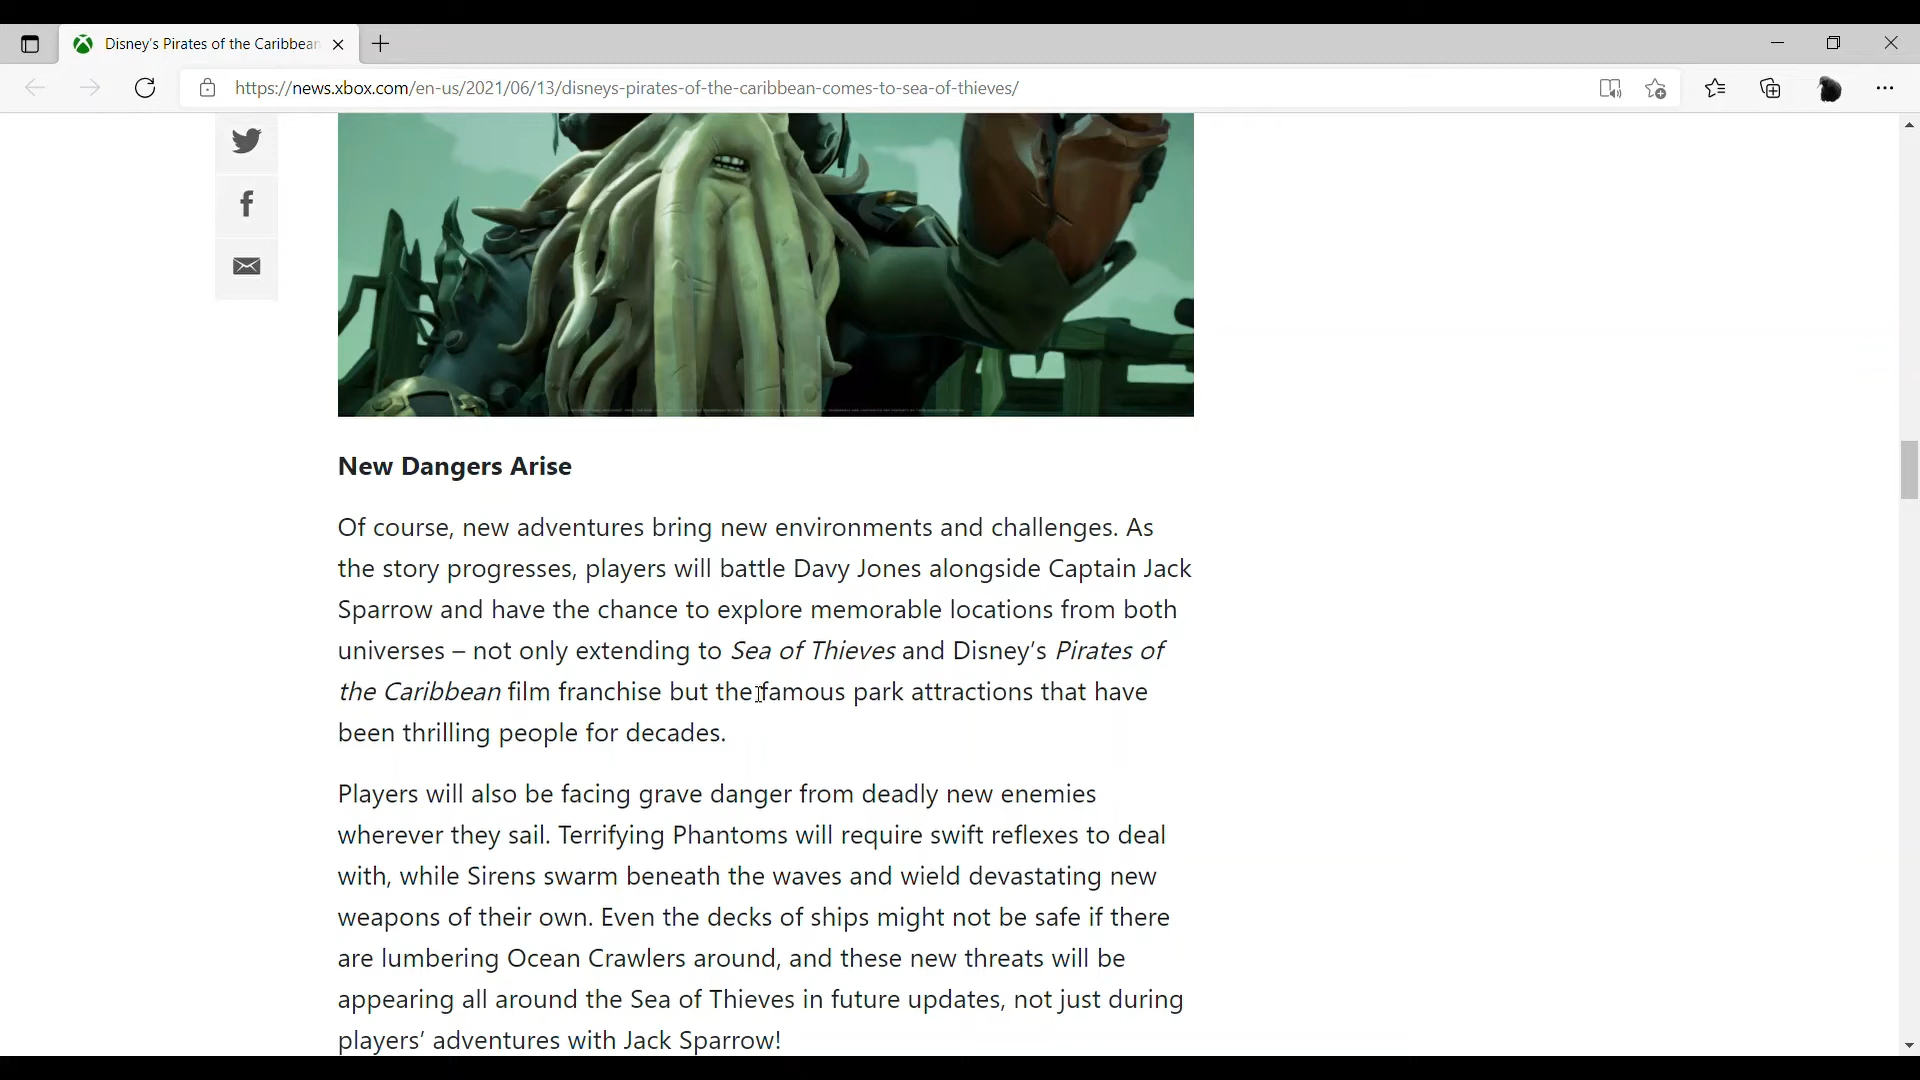 Disney's Pirates of the Caribbean
https://news.xbox.com/en-us/2021/06/13/disneys-pirates-of-the-caribbean-comes-to-sea-of-thieves/
New Dangers Arise
Of course, new adventures bring new environments and challenges. As
the story progresses, players will battle Davy Jones alongside Captain Jack
Sparrow and have the chance to explore memorable locations from both
universes – not only extending to Sea of Thieves and Disney’s Pirates of
the Caribbean film franchise but the famous park attractions that have
been thrilling people for decades.
Players will also be facing grave danger from deadly new enemies
wherever they sail. Terrifying Phantoms will require swift reflexes to deal
with, while Sirens swarm beneath the waves and wield devastating new
weapons of their own. Even the decks of ships might not be safe if there
are lumbering Ocean Crawlers around, and these new threats will be
appearing all around the Sea of Thieves in future updates, not just during
players’ adventures with Jack Sparrow!